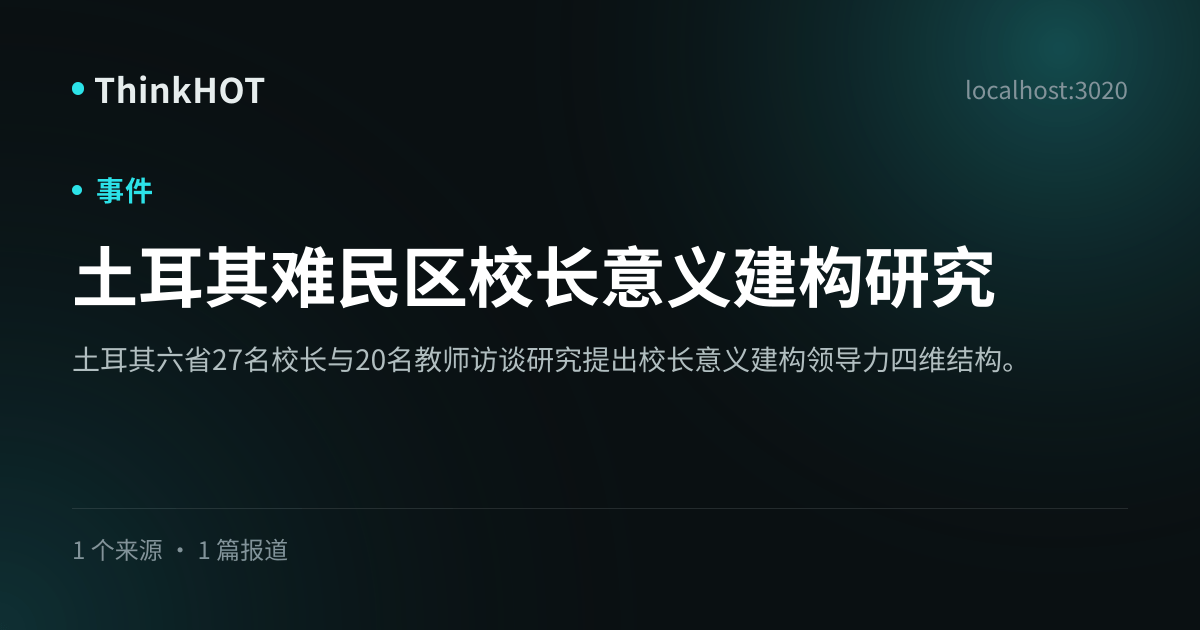 ThinkHOT
localhost:3020
事件
土耳其难民区校长意义建构研究
土耳其六省27名校长与20名教师访谈研究提出校长意义建构领导力四维结构。
1 个来源 · 1 篇报道